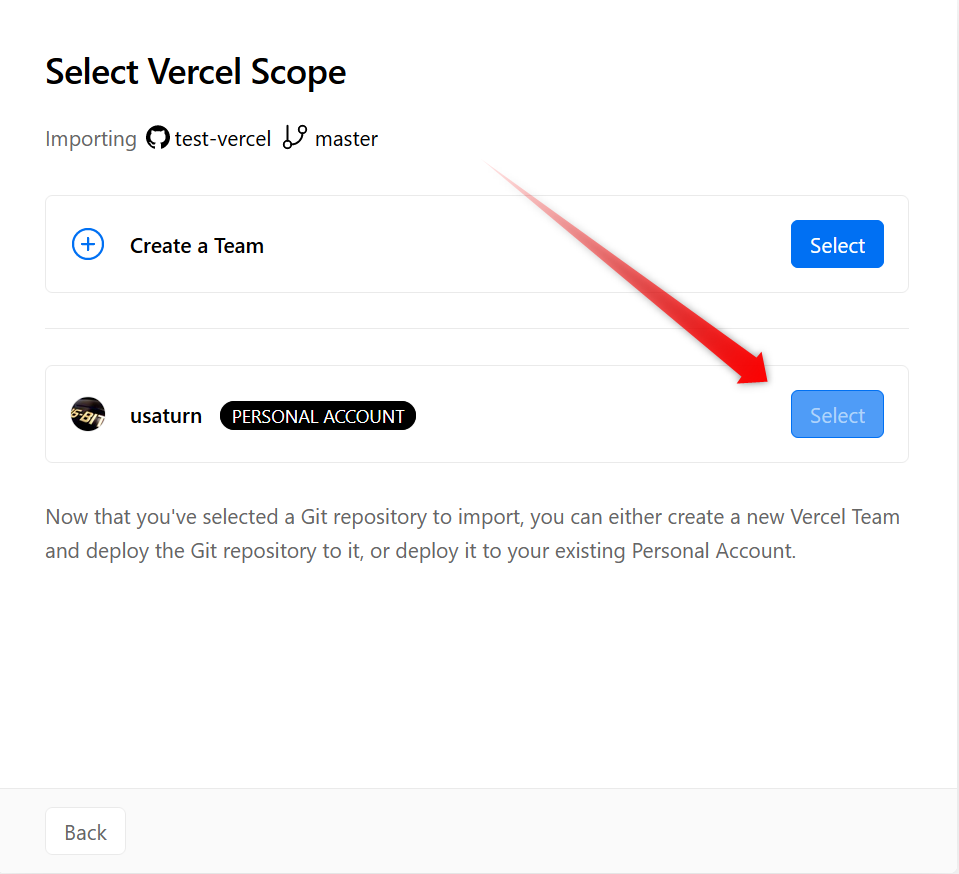 Select Vercel Scope
Importing test-vercel master
Create a Team Select
usaturn PERSONAL ACCOUNT Select
Now that you've selected a Git repository to import, you can either create a new Vercel Team
and deploy the Git repository to it, or deploy it to your existing Personal Account.
Back